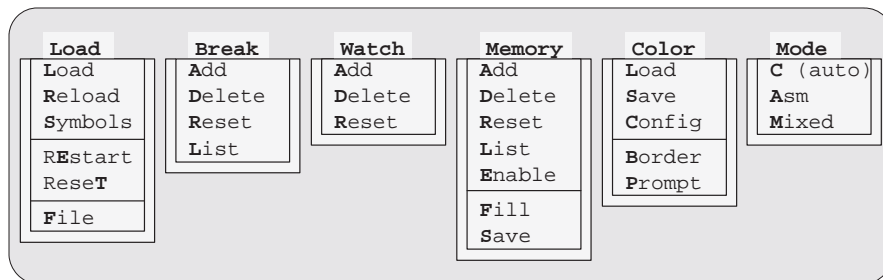 Load
Load
Reload
Symbols
REstart
ReseT
File
Break
Add
Delete
Reset
List
Watch
Add
Delete
Reset
Memory
Add
Delete
Reset
List
Enable
Fill
Save
Color
Load
Save
Config
Border
Prompt
Mode
C (auto)
Asm
Mixed